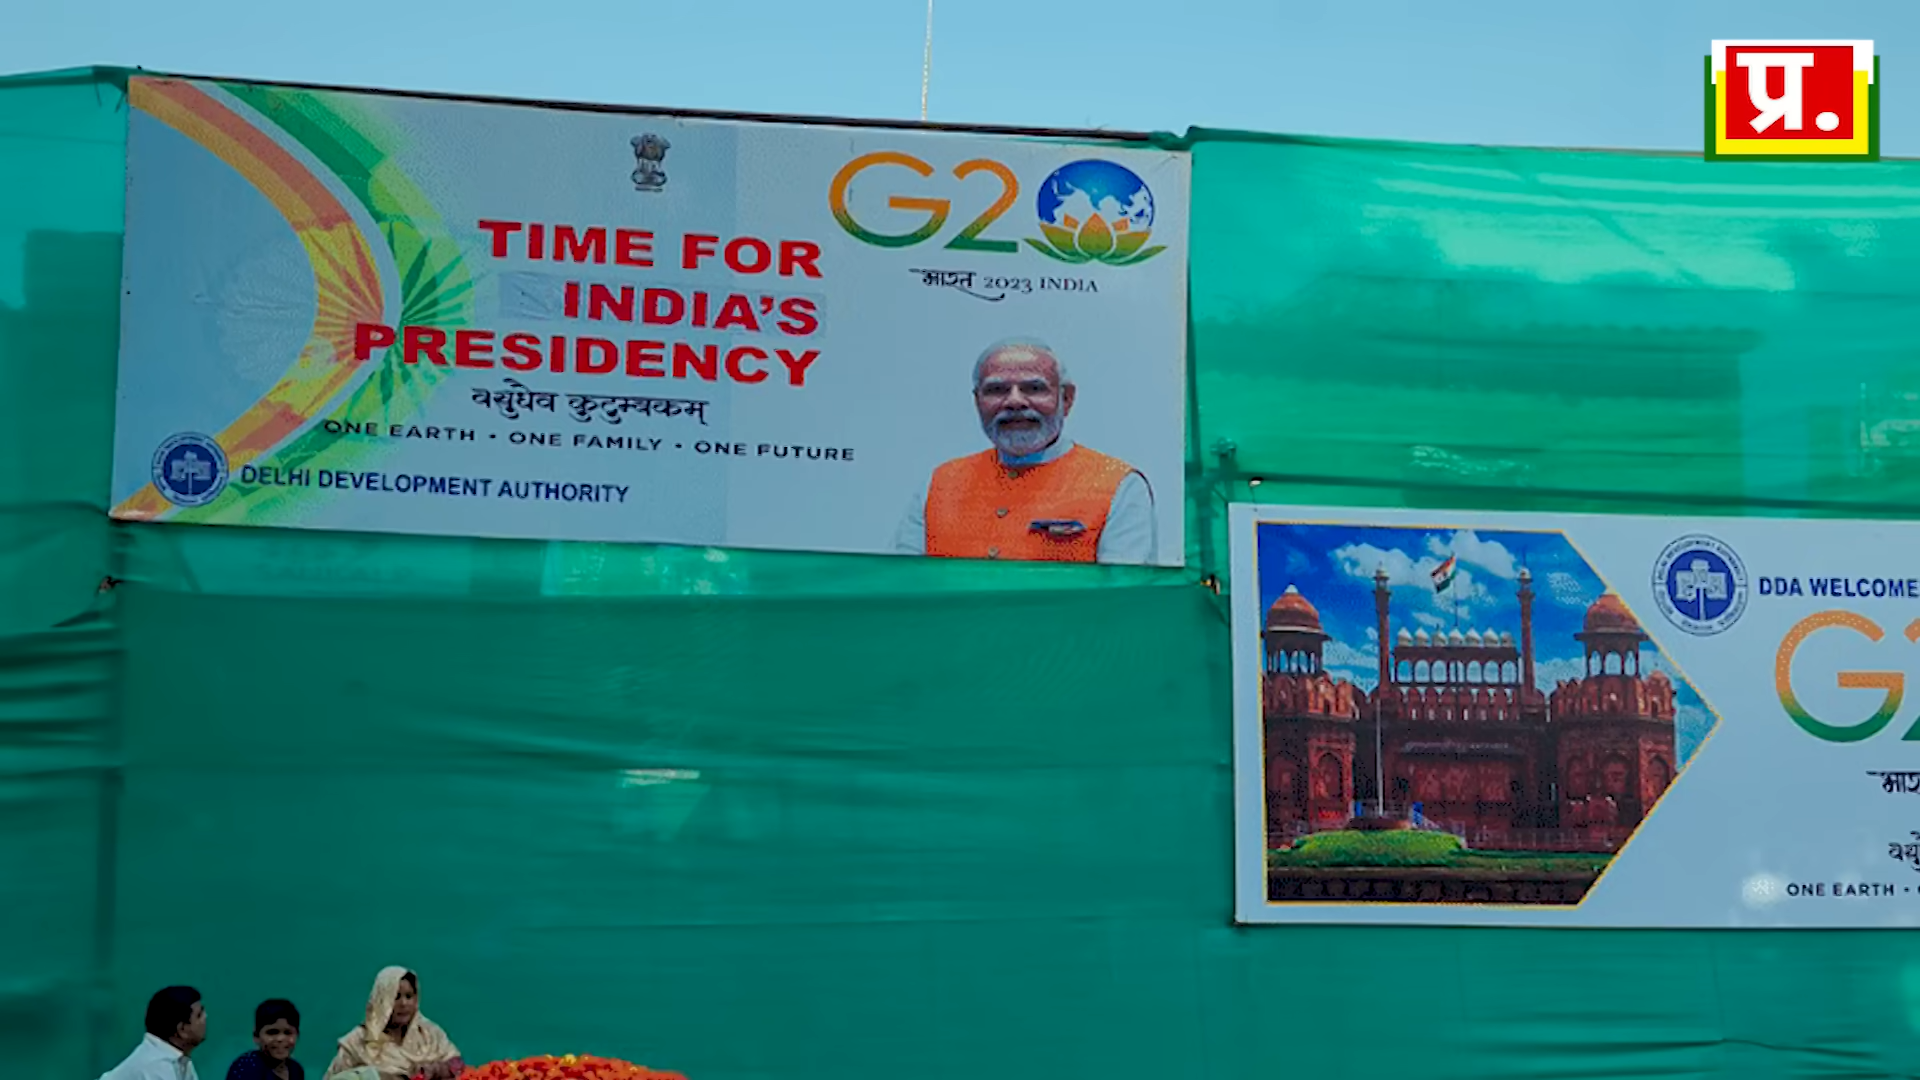 प्र.
G20
भारत 2023 INDIA
TIME FOR
INDIA'S
PRESIDENCY
वसुधैव कुटुम्बकम्
ONE EARTH • ONE FAMILY • ONE FUTURE
DELHI DEVELOPMENT AUTHORITY
DDA WELCOME
G2
ONE EARTH •